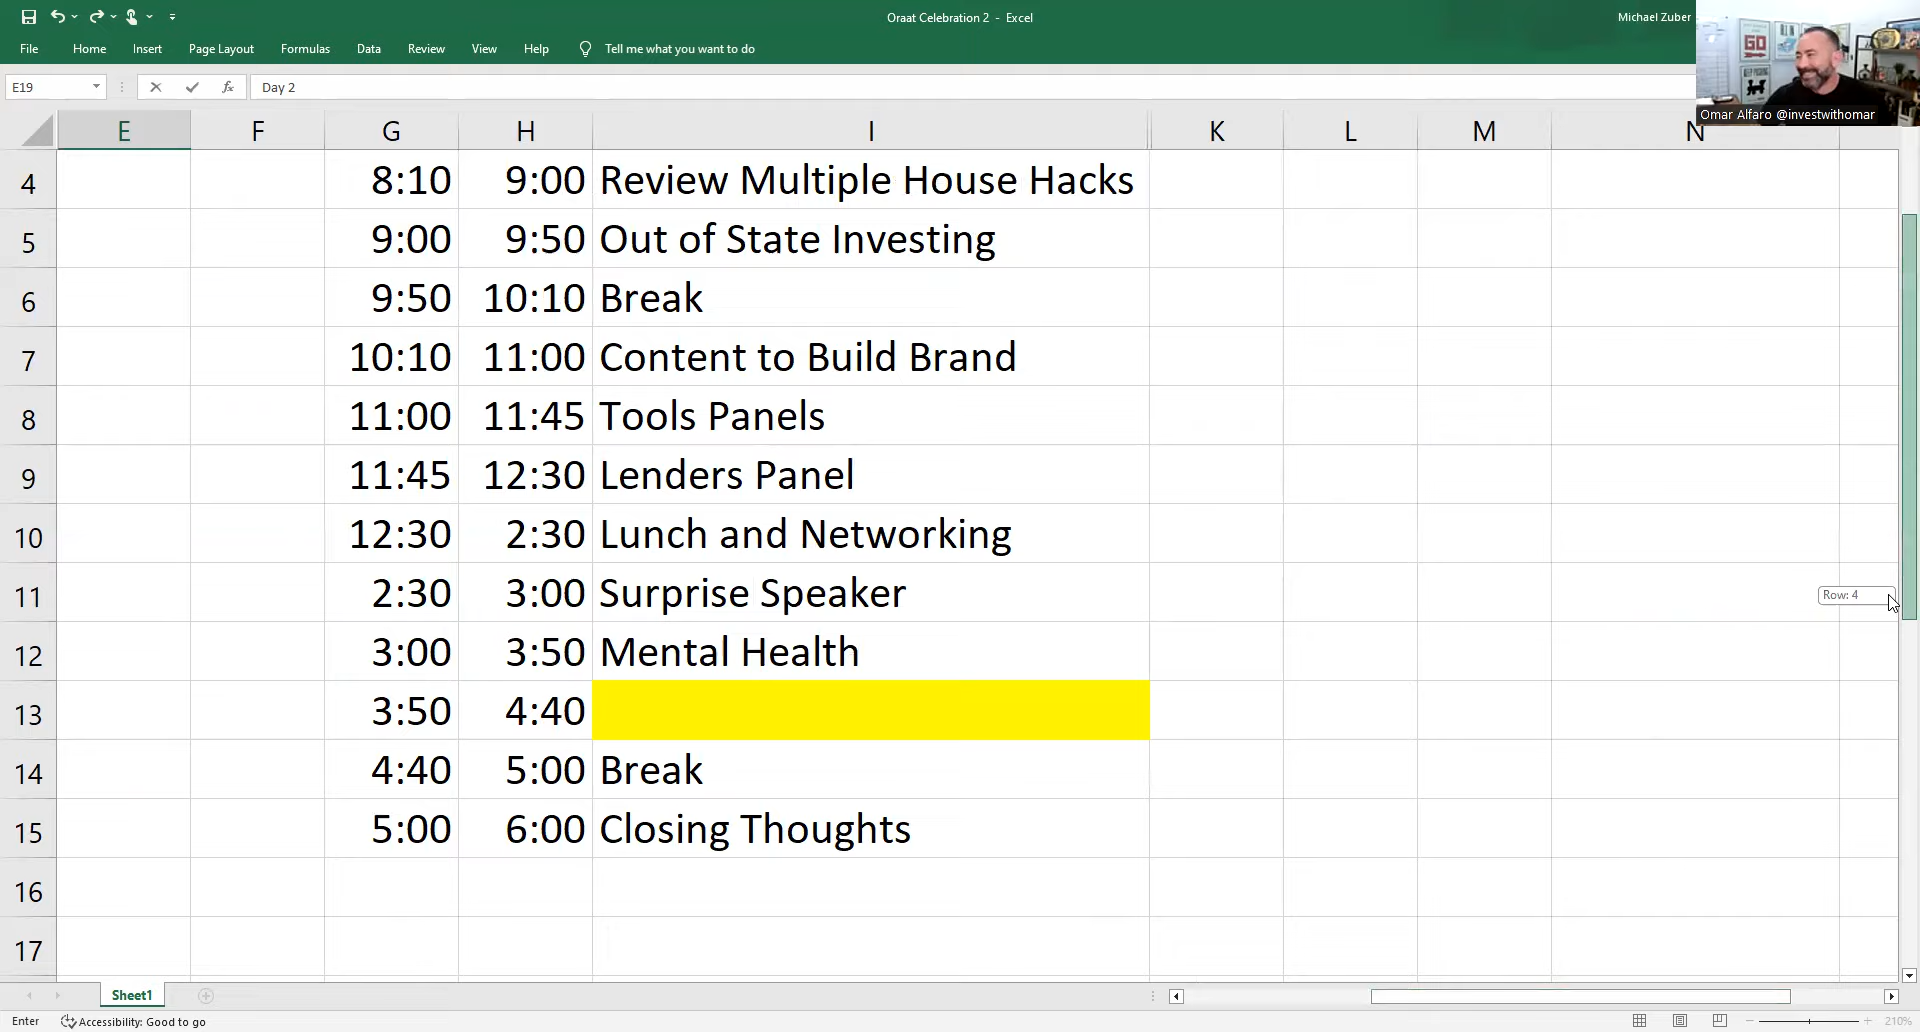 Oraat Celebration 2 - Excel
Michael Zuber
File Home Insert Page Layout Formulas Data Review View Help Tell me what you want to do
E19 fx Day 2
GO
Omar Alfaro @investwithomar
E F G H I K L M N
4 8:10 9:00 Review Multiple House Hacks
5 9:00 9:50 Out of State Investing
6 9:50 10:10 Break
7 10:10 11:00 Content to Build Brand
8 11:00 11:45 Tools Panels
9 11:45 12:30 Lenders Panel
10 12:30 2:30 Lunch and Networking
11 2:30 3:00 Surprise Speaker
Row: 4
12 3:00 3:50 Mental Health
13 3:50 4:40
14 4:40 5:00 Break
15 5:00 6:00 Closing Thoughts
16
17
Sheet1
Enter Accessibility: Good to go 210%